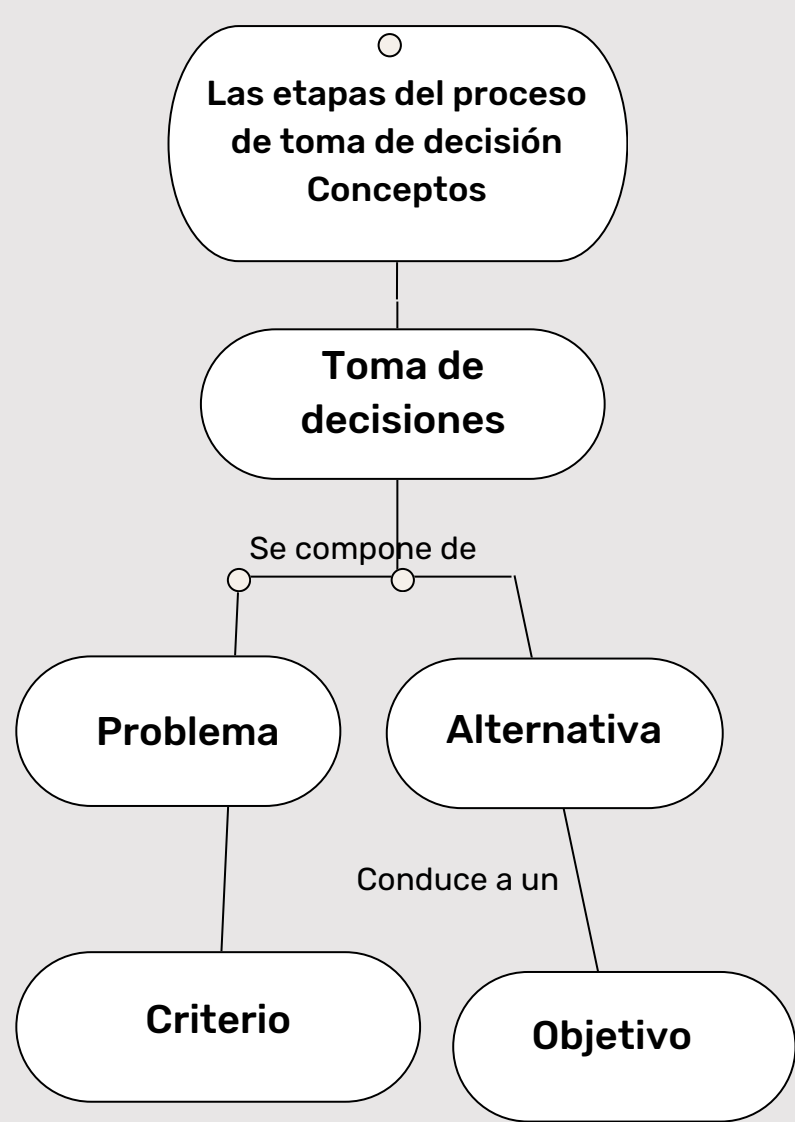 Las etapas del proceso
de toma de decisión
Conceptos
Toma de
decisiones
Se compone de
Problema
Alternativa
Conduce a un
Criterio
Objetivo